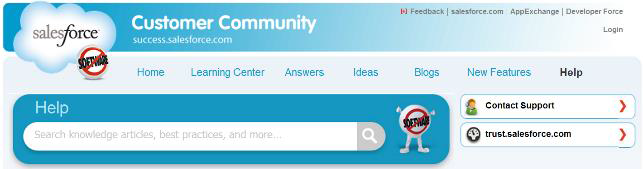 Feedback | salesforce.com AppExchange | Developer Force
salesforce
Customer Community
success.salesforce.com
Login
SOFTWARE
Home Learning Center Answers Ideas Blogs New Features Help
Help
Search knowledge articles, best practices, and more...
SOFTWARE
Contact Support
trust.salesforce.com